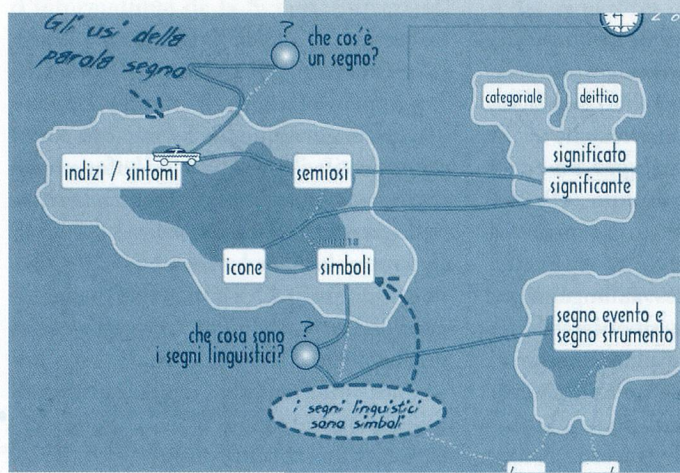 Gli usi della
parola segno
?
che cos'è
un segno?
categoriale
deittico
indizi / sintomi
semiosi
significato
significante
icone
simboli
che cosa sono
i segni linguistici?
?
segno evento e
segno strumento
i segni linguistici
sono simboli